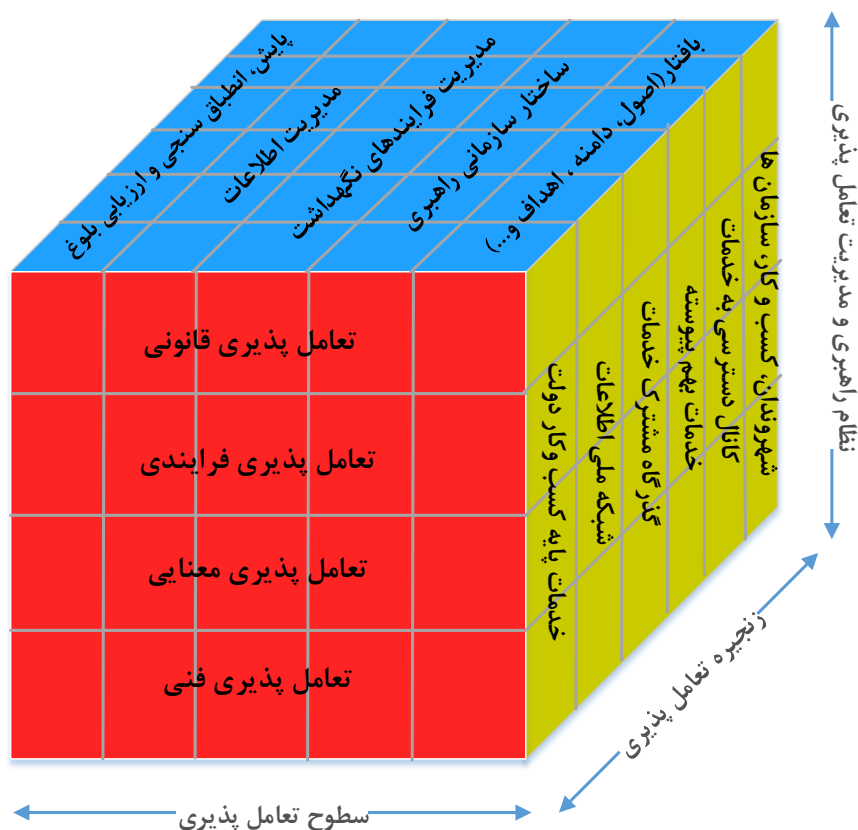 پایش، انطباق سنجی و ارزیابی بلوغ
مدیریت اطلاعات
مدیریت فرایندهای نگهداشت
ساختار سازمانی راهبری
بافتار(اصول، دامنه ، اهداف و...)
تعامل پذیری قانونی
تعامل پذیری فرایندی
تعامل پذیری معنایی
تعامل پذیری فنی
شهروندان، کسب و کار، سازمان ها
کانال دسترسی به خدمات
خدمات بهم پیوسته
گذرگاه مشترک خدمات
شبکه ملی اطلاعات
خدمات پایه کسب وکار دولت
نظام راهبری و مدیریت تعامل پذیری
زنجیره تعامل پذیری
سطوح تعامل پذیری